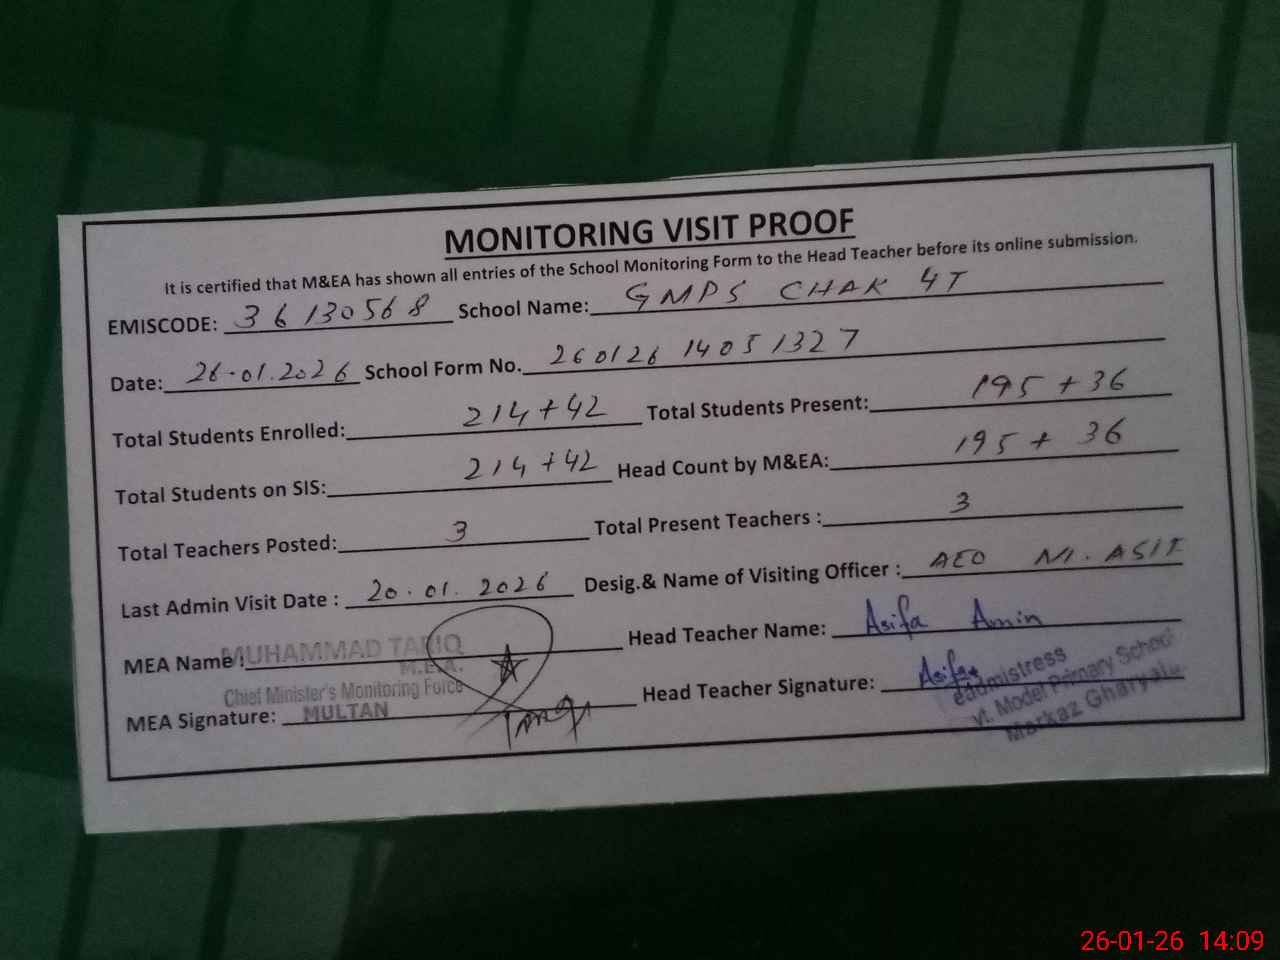 MONITORING VISIT PROOF
It is certified that M&EA has shown all entries of the School Monitoring Form to the Head Teacher before its online submission.
EMISCODE: 36130568 School Name: GMPS CHAK 4T
Date: 26-01.2026 School Form No. 260126 14051327
Total Students Enrolled: 214+42 Total Students Present: 195 + 36
Total Students on SIS: 214+42 Head Count by M&EA: 195 + 36
Total Teachers Posted: 3 Total Present Teachers : 3
Last Admin Visit Date : 20.01.2026 Desig.& Name of Visiting Officer : AEO M. ASIF
MEA Name : MUHAMMAD TARIQ Head Teacher Name: Asifa Amin
M.E.A.
Chief Minister's Monitoring Force
MEA Signature: MULTAN Head Teacher Signature: Asifa
eadmistress
vt. Model Primary School
Markaz
26-01-26 14:09